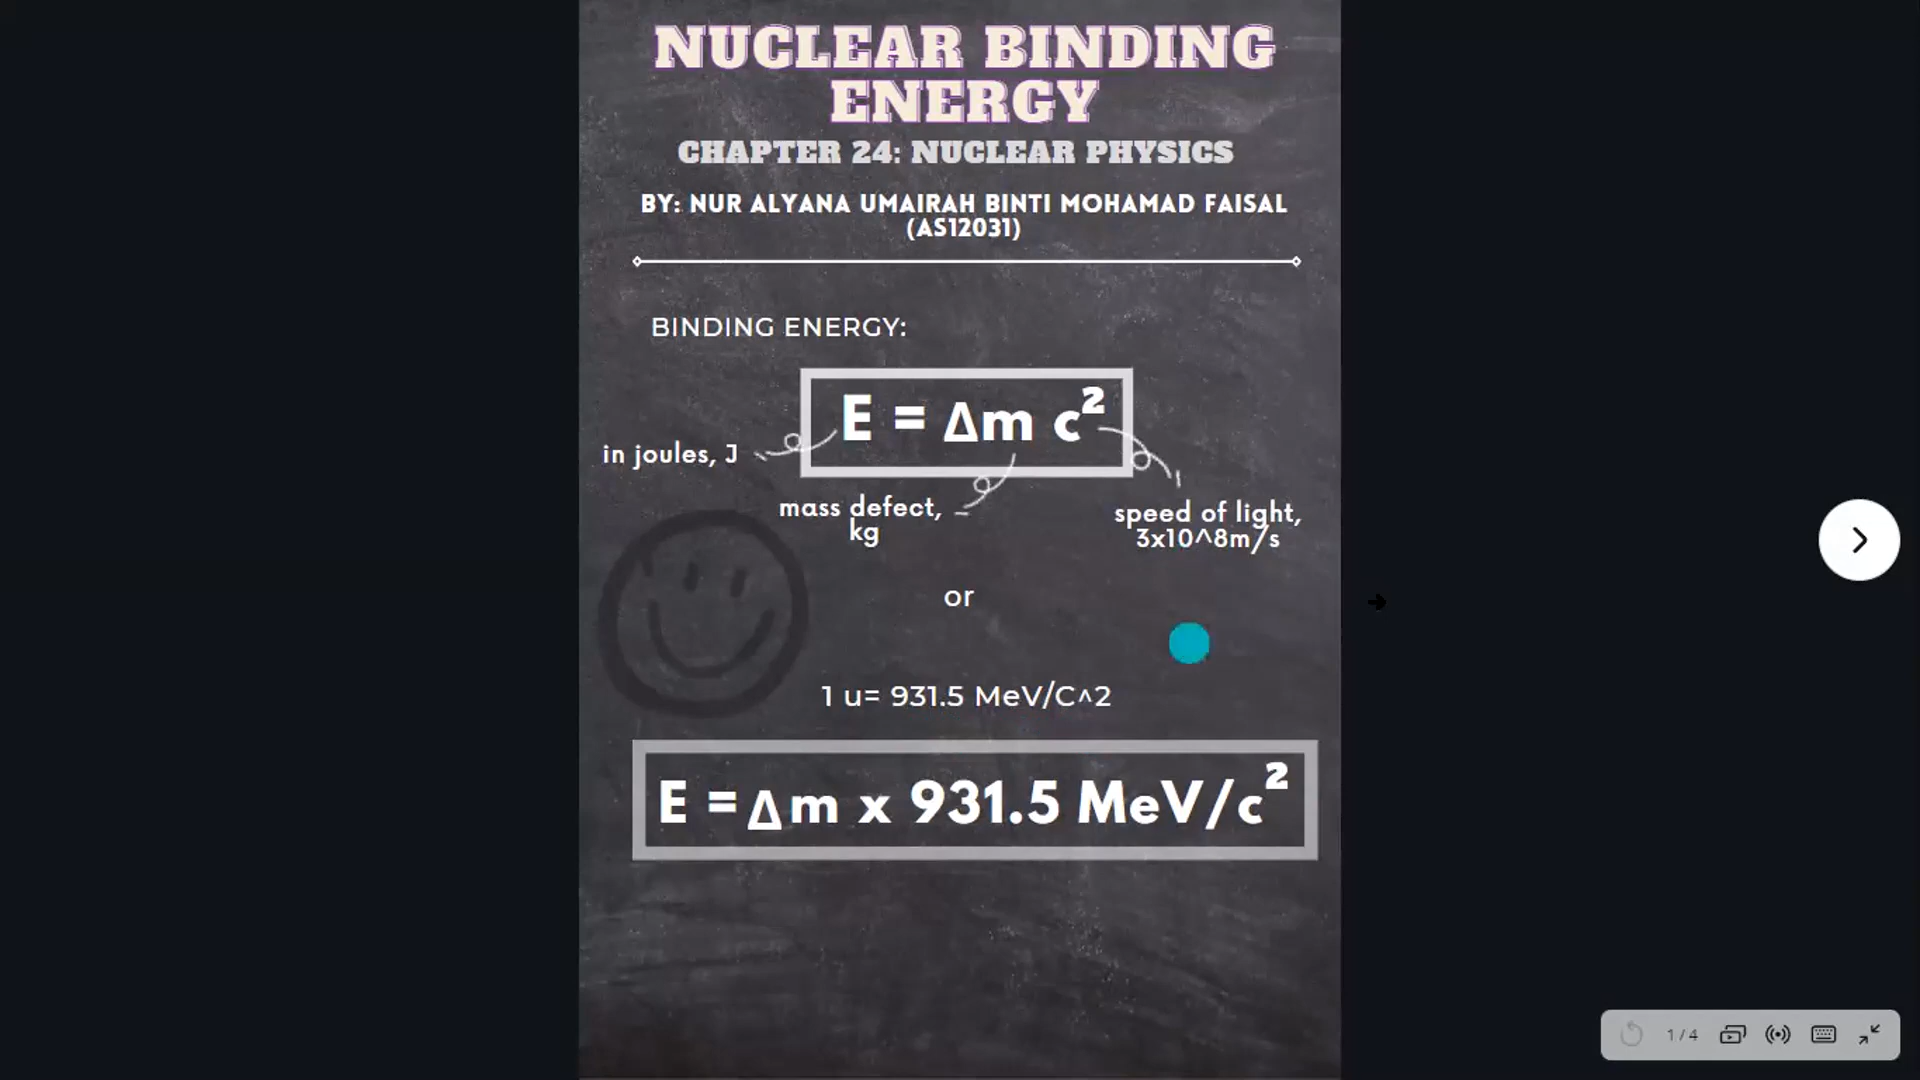 NUCLEAR BINDING
ENERGY
CHAPTER 24: NUCLEAR PHYSICS
BY: NUR ALYANA UMAIRAH BINTI MOHAMAD FAISAL
(AS12031)
BINDING ENERGY:
E = Δm c²
in joules, J
mass defect,
kg
speed of light,
3x10^8m/s
or
1 u= 931.5 MeV/C^2
E = Δm x 931.5 MeV/c²
1 / 4